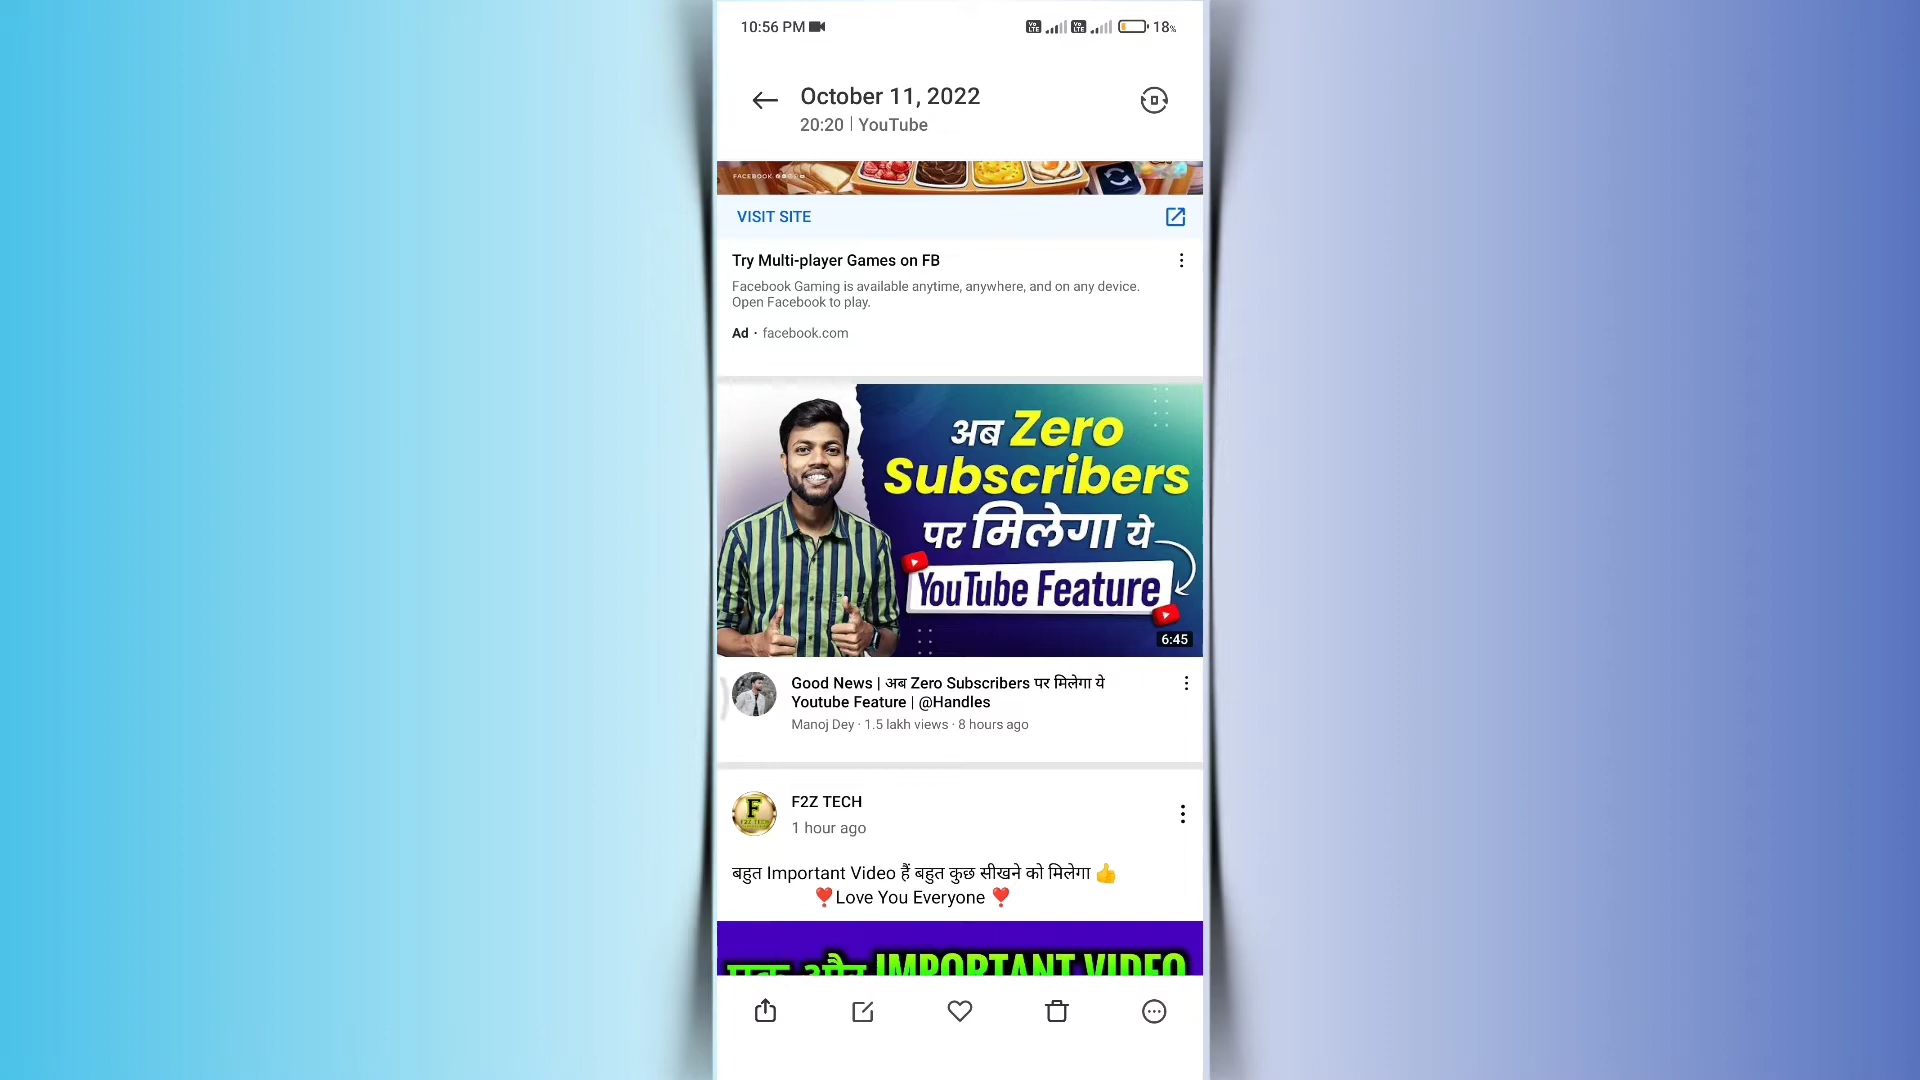 10:56 PM
18%
October 11, 2022
20:20 | YouTube
FACEBOOK
VISIT SITE
Try Multi-player Games on FB
Facebook Gaming is available anytime, anywhere, and on any device.
Open Facebook to play.
Ad · facebook.com
अब Zero
Subscribers
पर मिलेगा ये
YouTube Feature
6:45
Good News | अब Zero Subscribers पर मिलेगा ये
Youtube Feature | @Handles
Manoj Dey · 1.5 lakh views · 8 hours ago
F2Z TECH
1 hour ago
बहुत Important Video हैं बहुत कुछ सीखने को मिलेगा 👍
❣️Love You Everyone ❣️
एक और IMPORTANT VIDEO